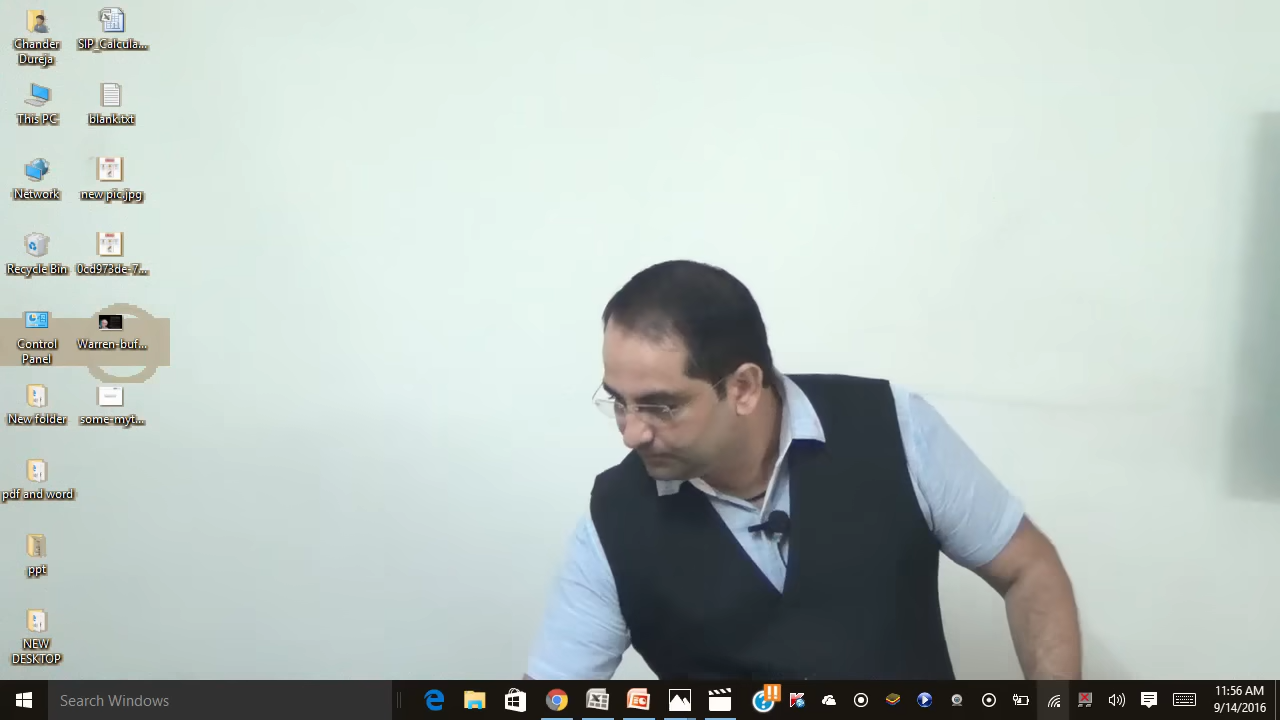 Chander
Dureja
SIP_Calcula...
This PC
blank.txt
Network
new pic.jpg
Recycle Bin
0cd973de-7...
Control
Panel
Warren-buf...
New folder
some-myt...
pdf and word
ppt
NEW
DESKTOP
Search Windows
11:56 AM
9/14/2016